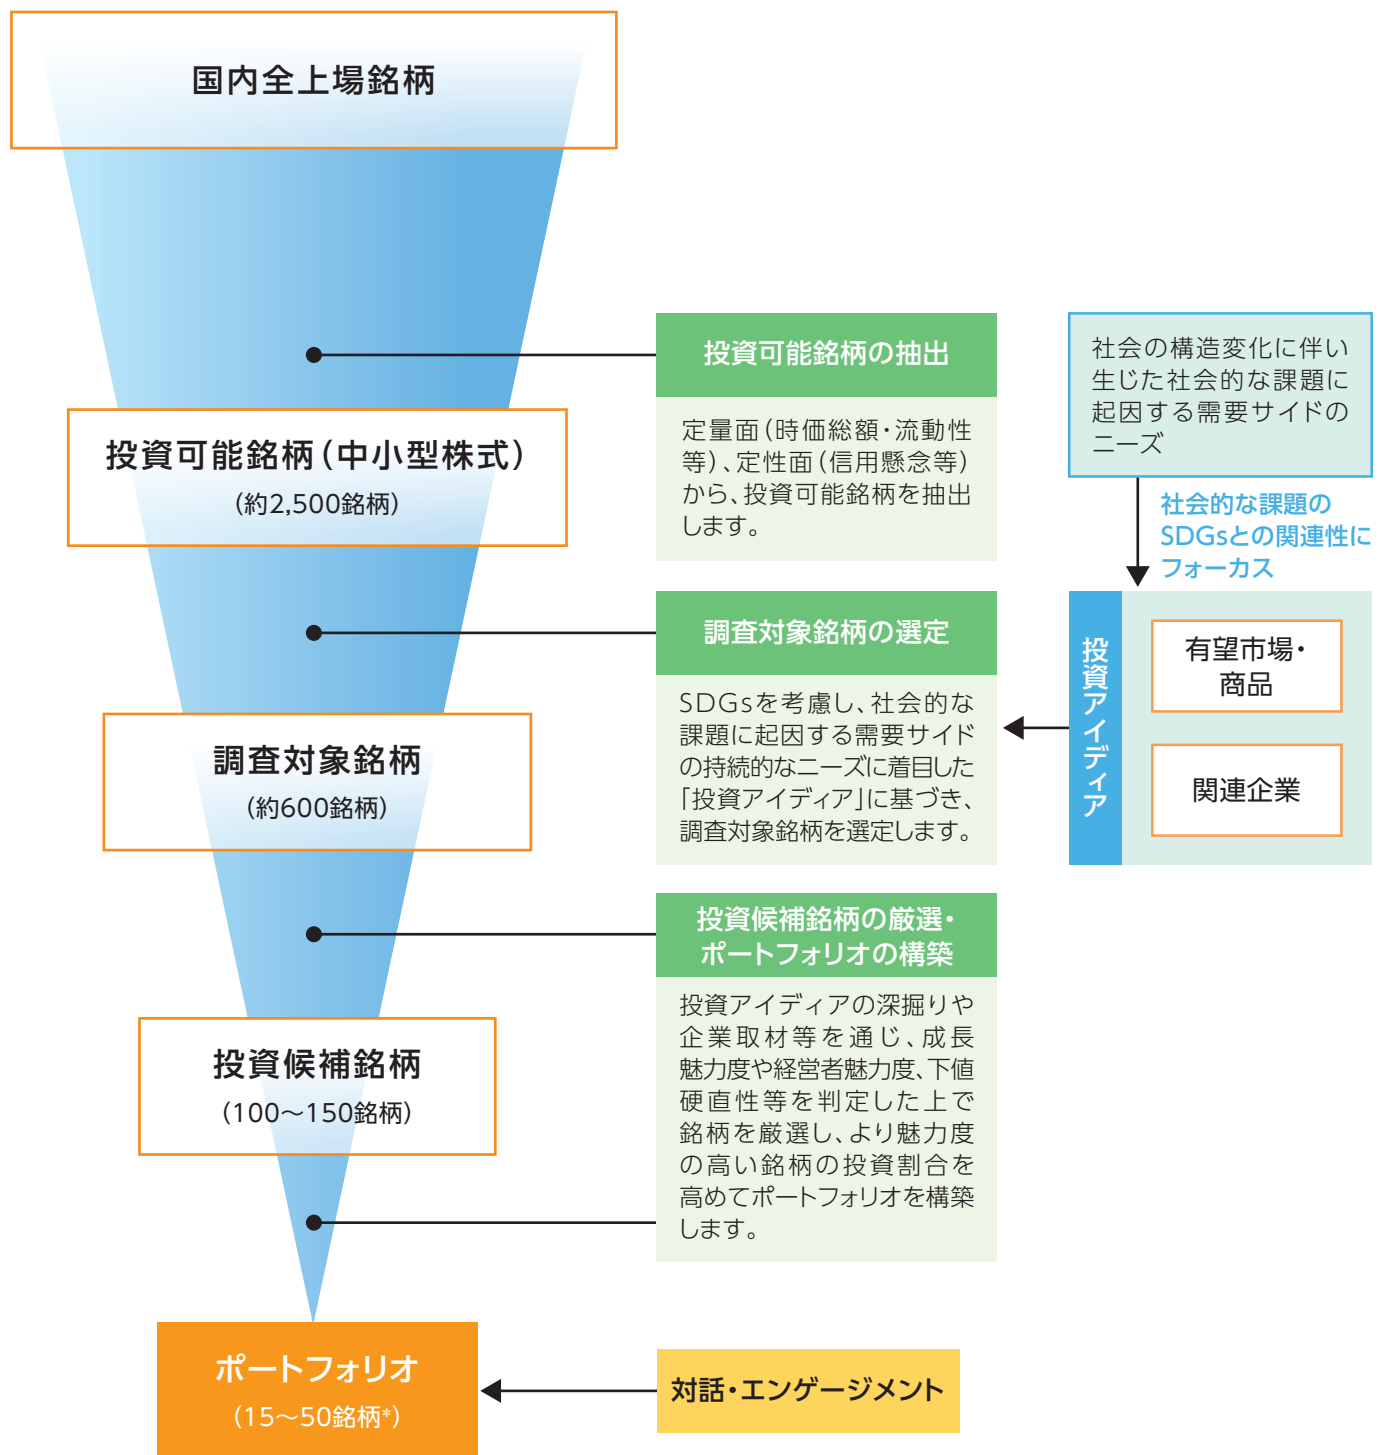 国内全上場銘柄
投資可能銘柄の抽出
定量面(時価総額・流動性
等)、定性面(信用懸念等)
から、投資可能銘柄を抽出
します。
投資可能銘柄(中小型株式)
(約2,500銘柄)
社会の構造変化に伴い
生じた社会的な課題に
起因する需要サイドの
ニーズ
社会的な課題の
SDGsとの関連性に
フォーカス
調査対象銘柄の選定
SDGsを考慮し、社会的な
課題に起因する需要サイド
の持続的なニーズに着目した
「投資アイディア」に基づき、
調査対象銘柄を選定します。
投資アイディア
有望市場・
商品
関連企業
調査対象銘柄
(約600銘柄)
投資候補銘柄の厳選・
ポートフォリオの構築
投資アイディアの深掘りや
企業取材等を通じ、成長
魅力度や経営者魅力度、下値
硬直性等を判定した上で
銘柄を厳選し、より魅力度
の高い銘柄の投資割合を
高めてポートフォリオを構築
します。
投資候補銘柄
(100～150銘柄)
ポートフォリオ
(15～50銘柄*)
対話・エンゲージメント